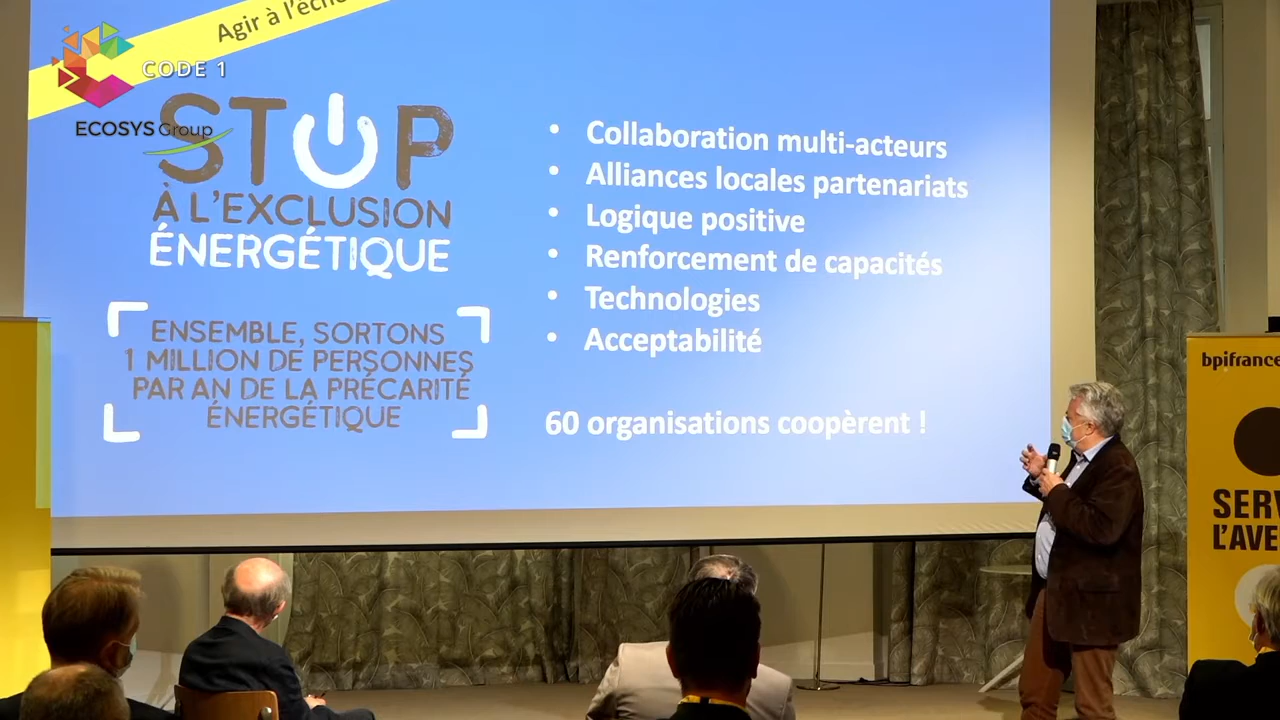 Agir à l'éch
CODE 1
ECOSYS Group
STOP
À L'EXCLUSION
ÉNERGÉTIQUE
ENSEMBLE, SORTONS
1 MILLION DE PERSONNES
PAR AN DE LA PRÉCARITÉ
ÉNERGÉTIQUE
• Collaboration multi-acteurs
• Alliances locales partenariats
• Logique positive
• Renforcement de capacités
• Technologies
• Acceptabilité
60 organisations coopèrent !
bpifrance
SERV
L'AVE